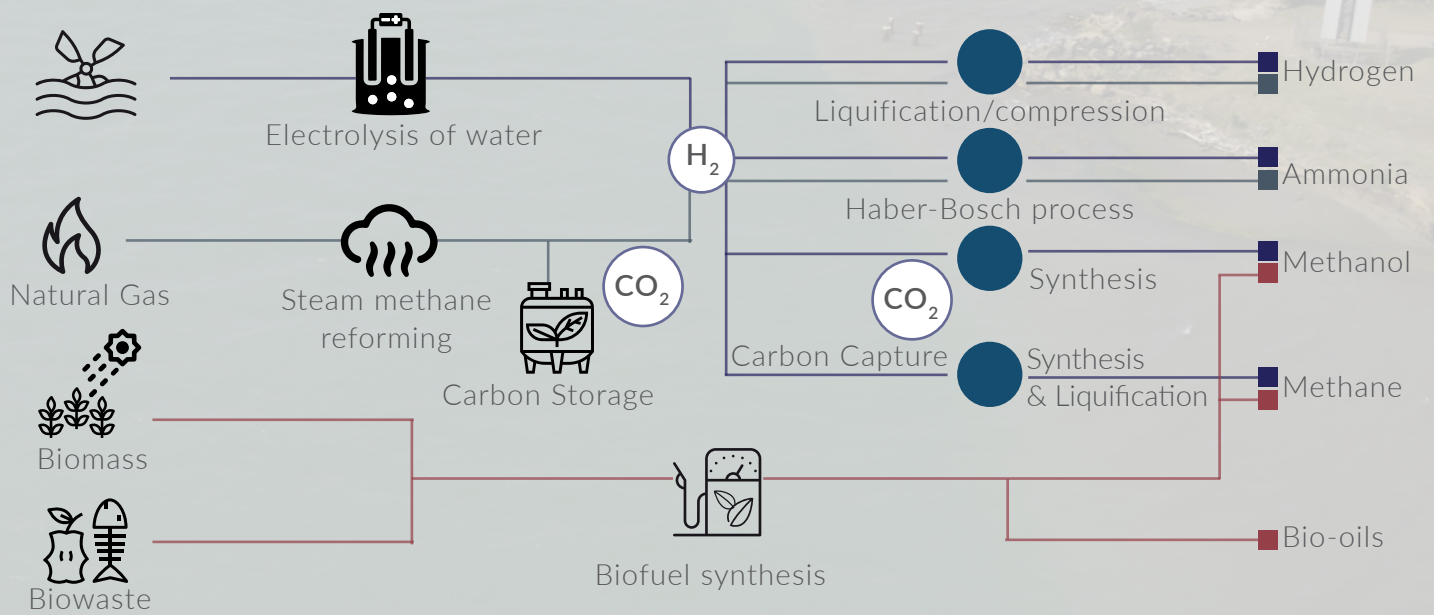 Hydrogen
Liquification/compression
Electrolysis of water
H2
Ammonia
Haber-Bosch process
Methanol
CO2
CO2
Synthesis
Natural Gas
Steam methane
reforming
Carbon Capture
Synthesis
& Liquification
Methane
Carbon Storage
Biomass
Bio-oils
Biofuel synthesis
Biowaste